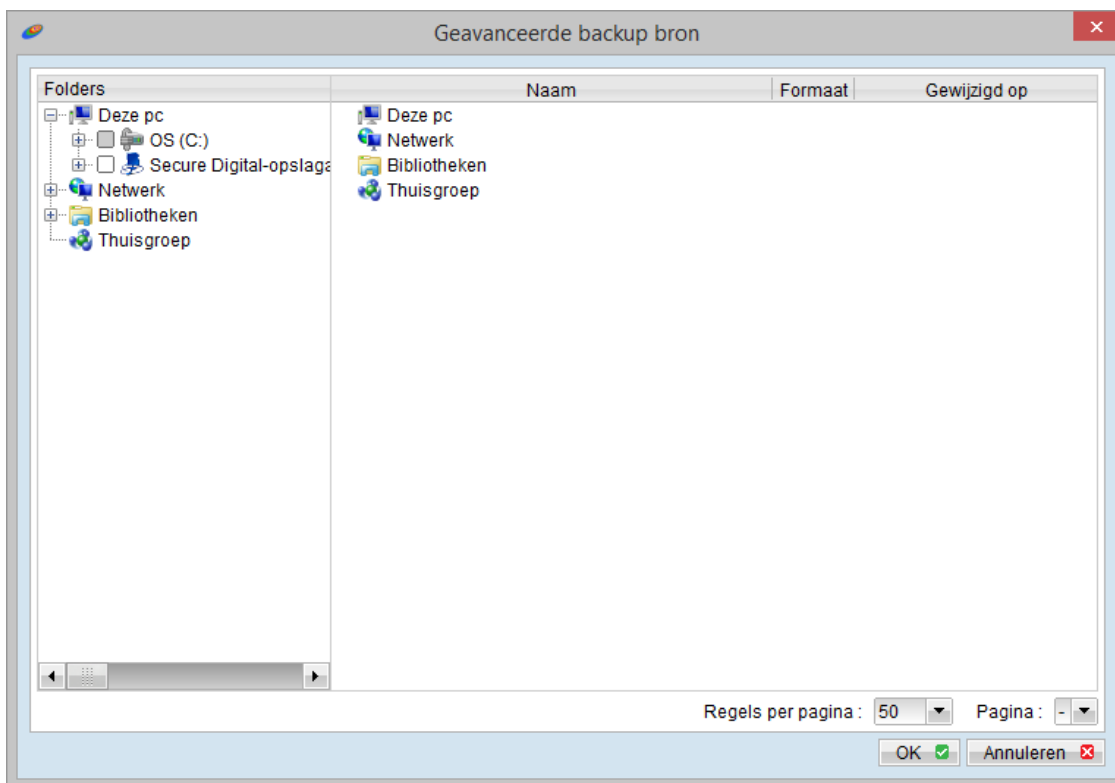 Geavanceerde backup bron
Folders Naam Formaat Gewijzigd op
Deze pc Deze pc
OS (C:) Netwerk
Secure Digital-opslaga Bibliotheken
Netwerk Thuisgroep
Bibliotheken
Thuisgroep
Regels per pagina : 50 Pagina : -
OK Annuleren